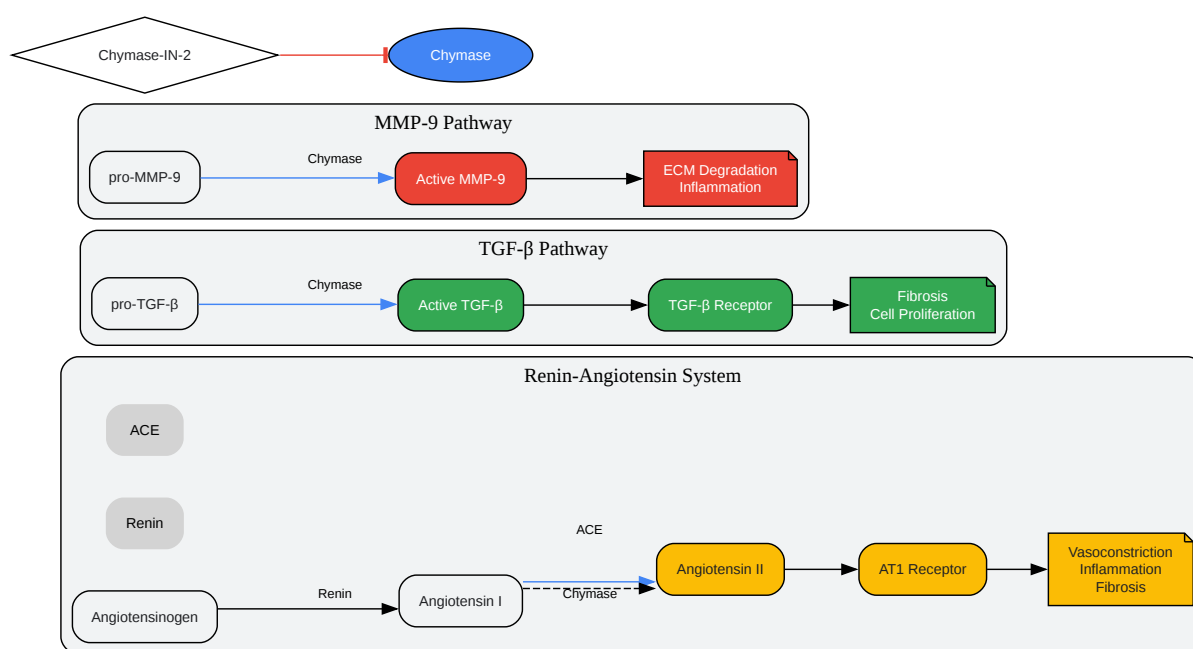 Chymase-IN-2
Chymase
MMP-9 Pathway
pro-MMP-9
Chymase
Active MMP-9
ECM Degradation
Inflammation
TGF-β Pathway
pro-TGF-β
Chymase
Active TGF-β
TGF-β Receptor
Fibrosis
Cell Proliferation
Renin-Angiotensin System
ACE
Renin
Angiotensinogen
Renin
Angiotensin I
ACE
Chymase
Angiotensin II
AT1 Receptor
Vasoconstriction
Inflammation
Fibrosis